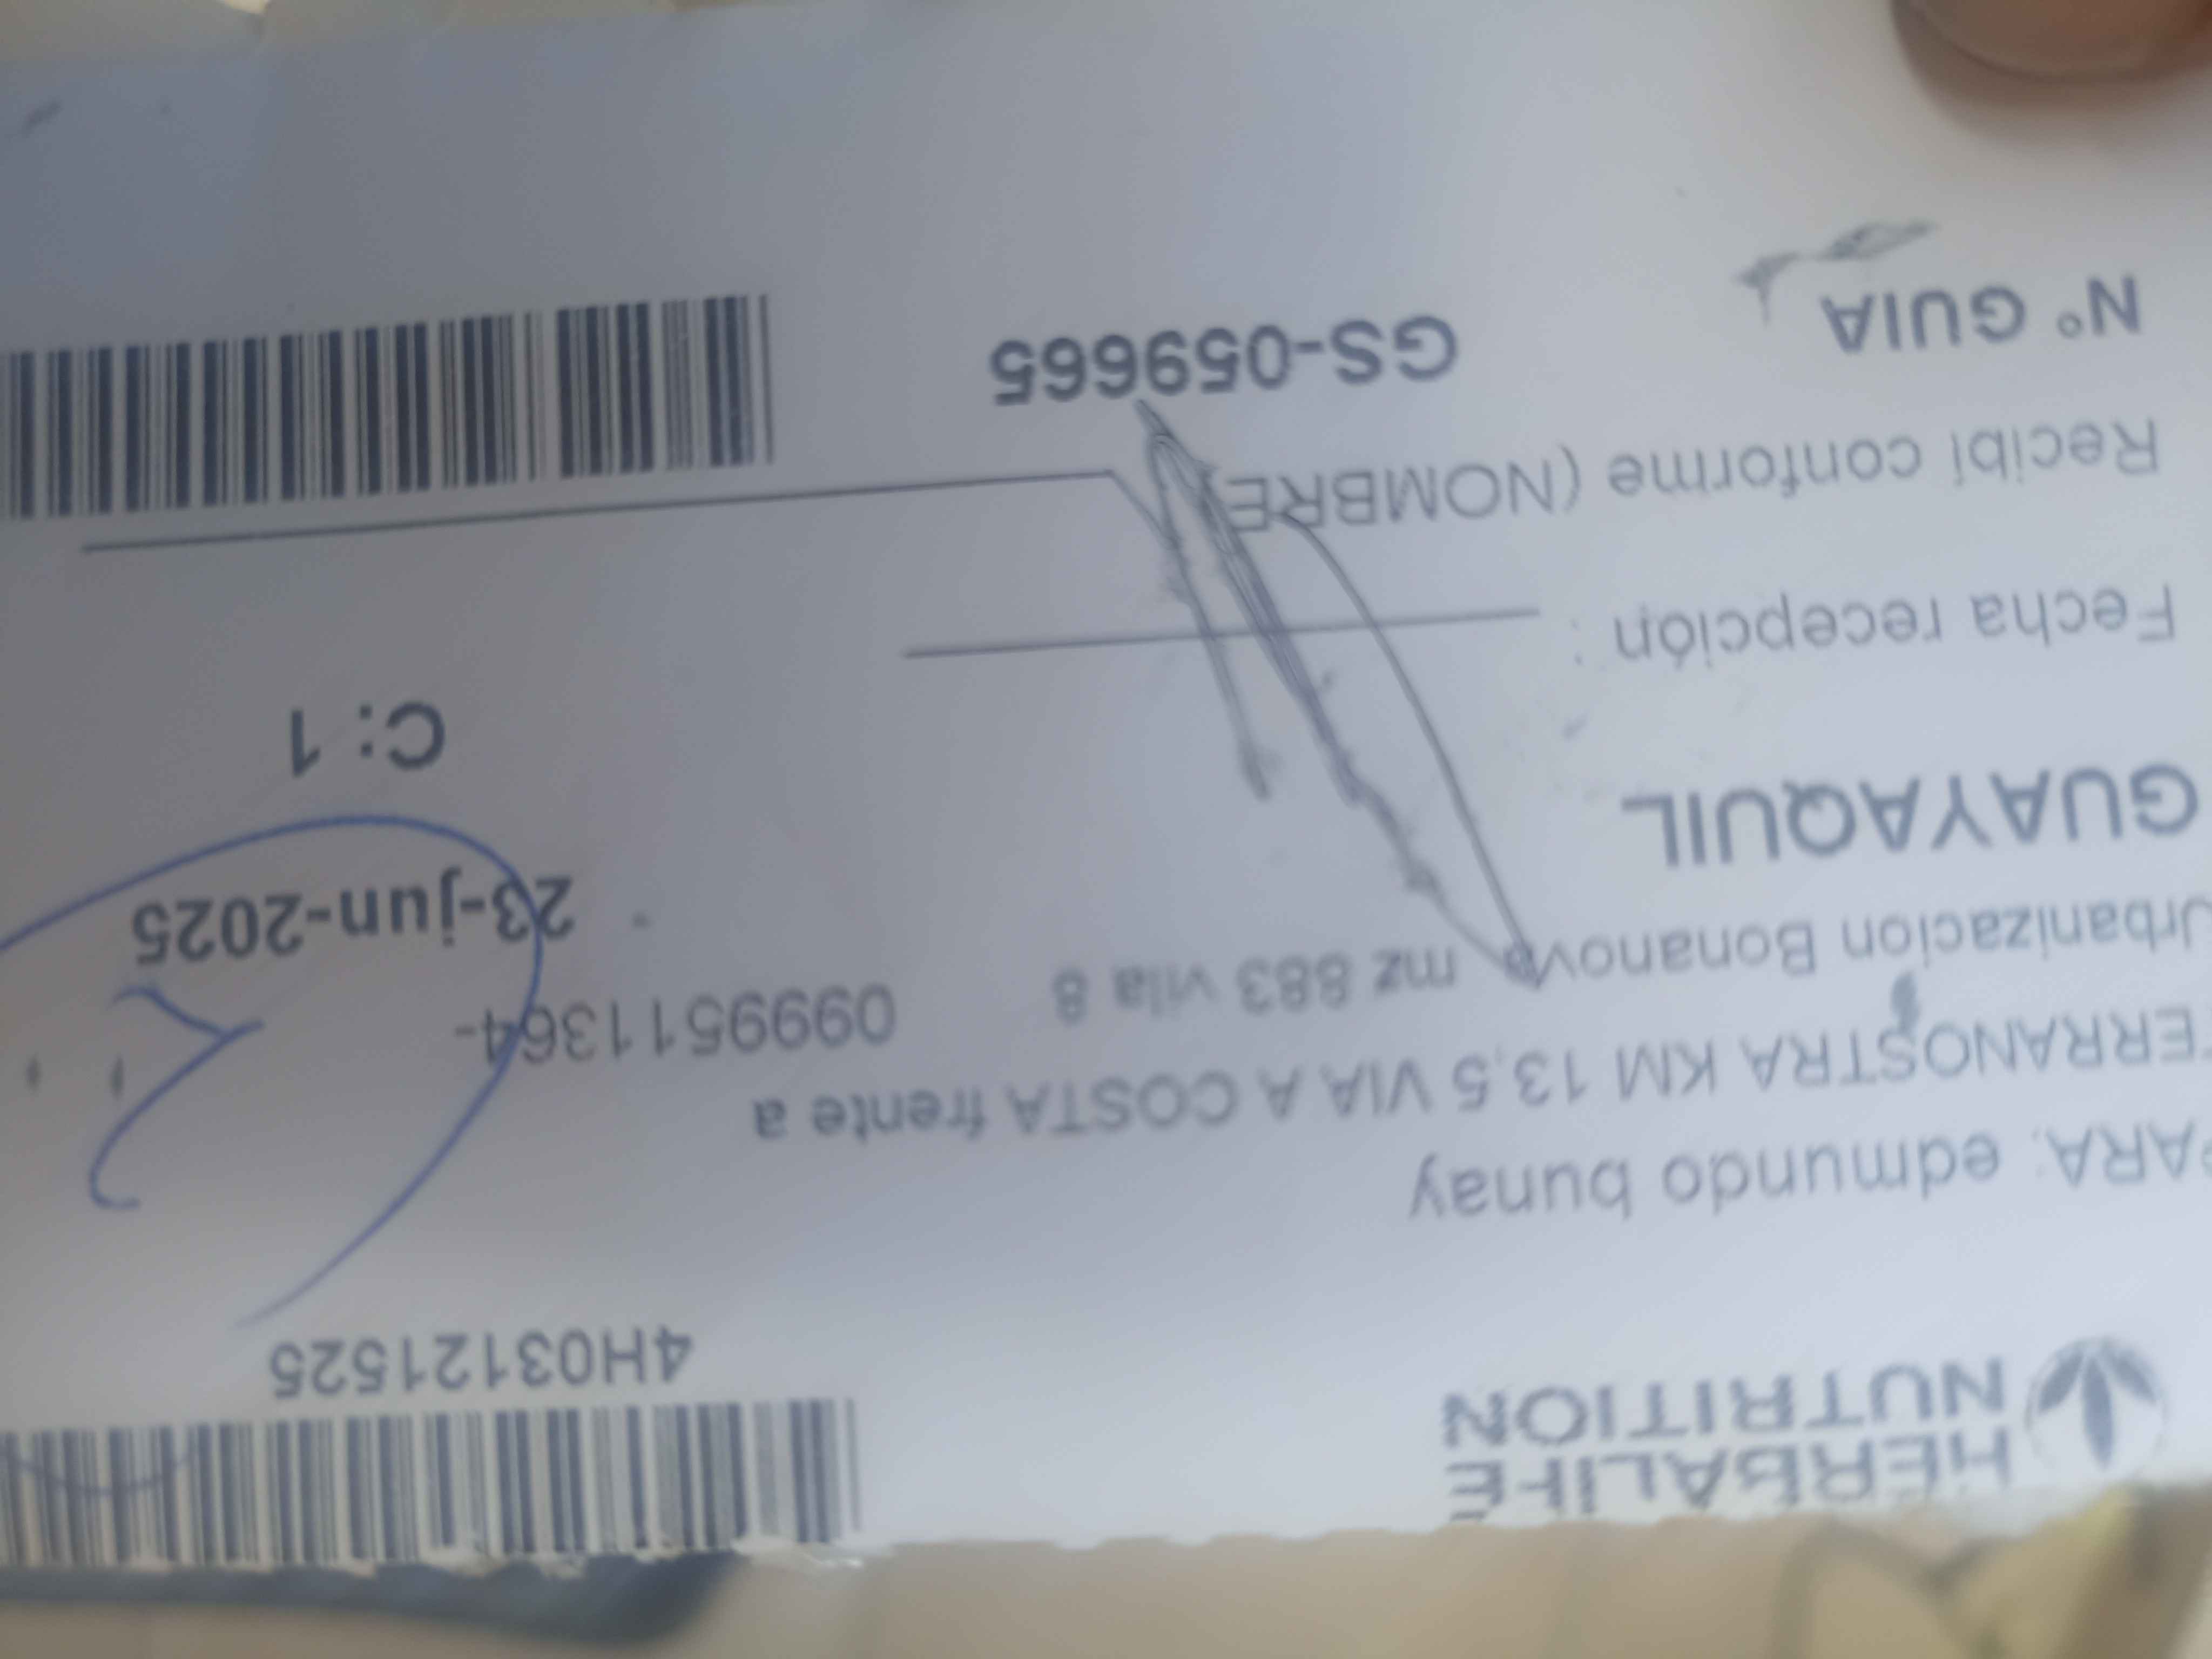 HERBALIFE
NUTRITION
4H03121525
PARA: edmundo bunay
TERRANOSTRA KM 13,5 VIA A COSTA frente a
Urbanizacion Bonanova mz 883 vila 8 0999511364-
GUAYAQUIL 23-jun-2025
C: 1
Fecha recepción :
Recibi conforme (NOMBRE)
N° GUIA GS-059665